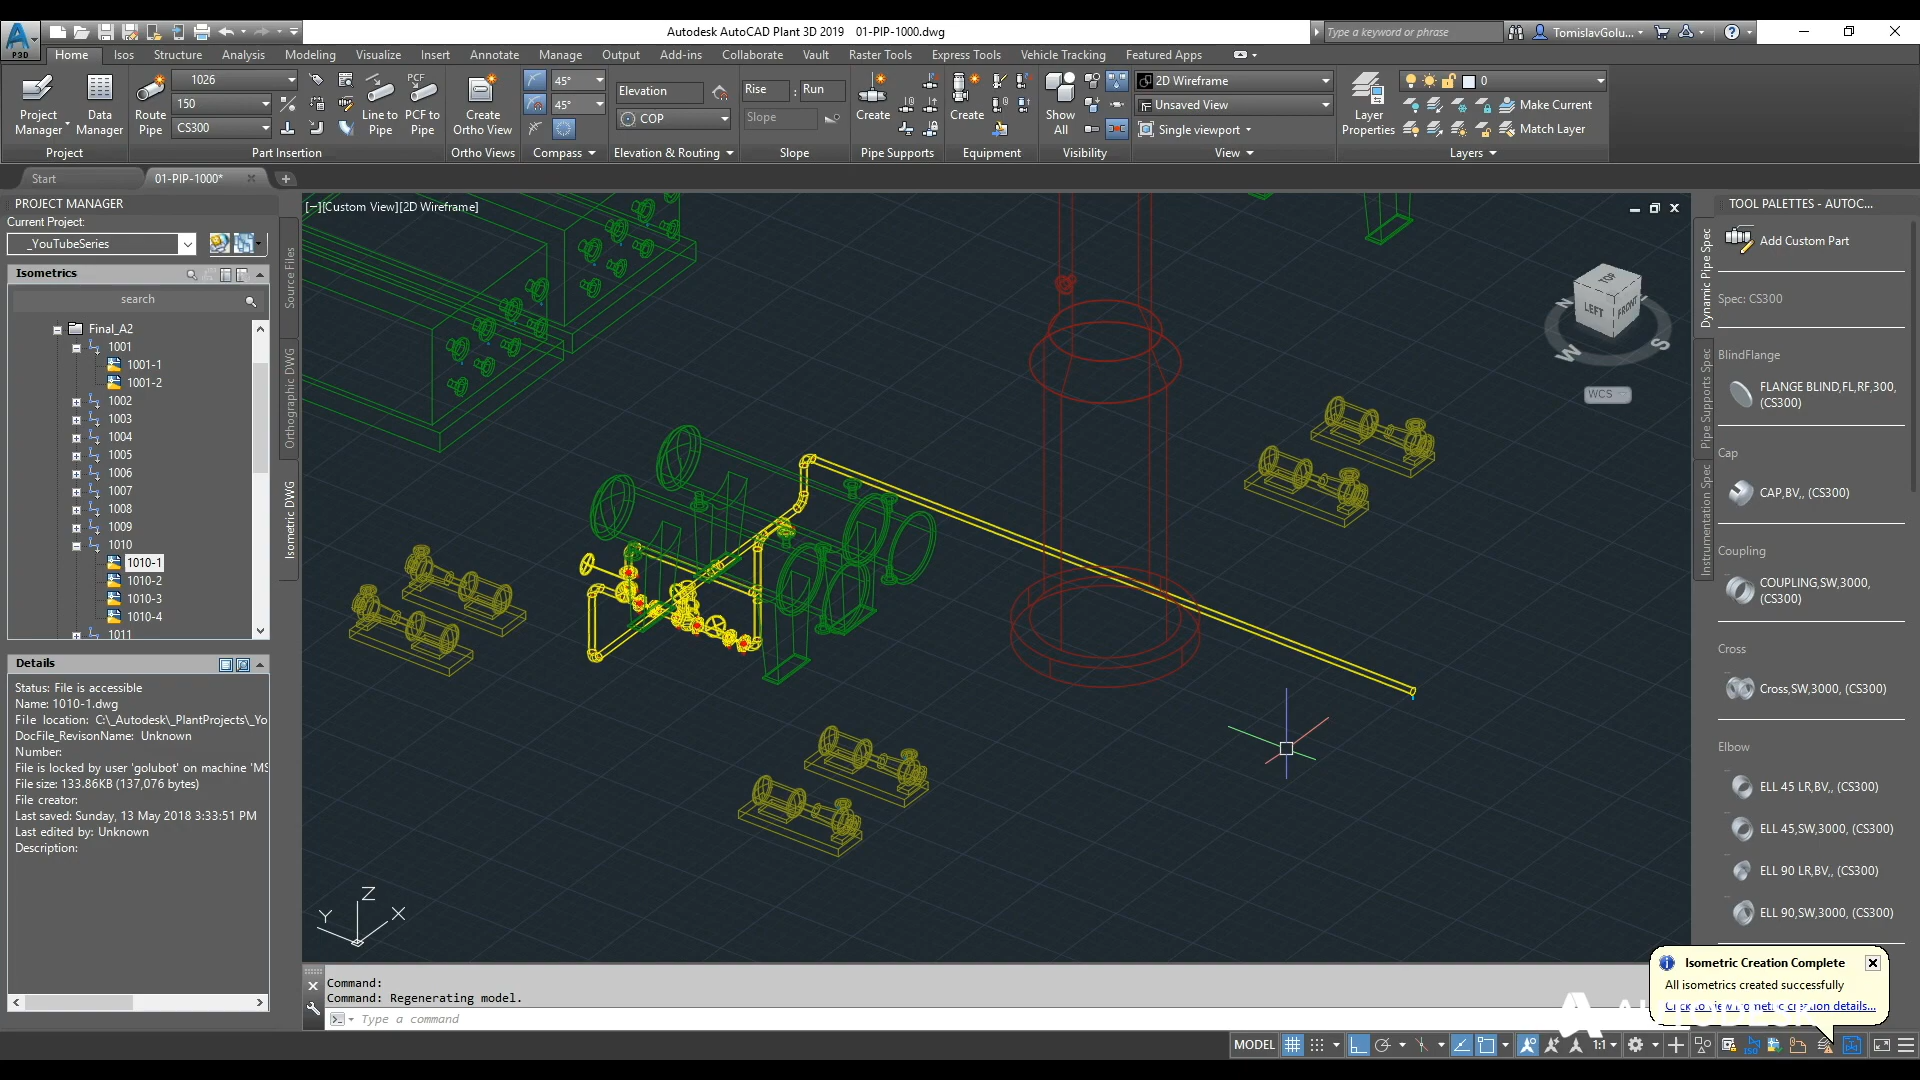 Autodesk AutoCAD Plant 3D 2019 01-PIP-1000.dwg
Type a keyword or phrase
TomislavGolu...
P3D
Home Isos Structure Analysis Modeling Visualize Insert Annotate Manage Output Add-ins Collaborate Vault Raster Tools Express Tools Vehicle Tracking Featured Apps
Project Manager
Data Manager
Project
Route Pipe
1026
150
CS300
Line to Pipe
PCF
PCF to Pipe
Part Insertion
Create Ortho View
Ortho Views
45°
45°
Compass
Elevation
COP
Elevation & Routing
Rise : Run
Slope
Slope
Create
Pipe Supports
Create
Equipment
Show All
Visibility
2D Wireframe
Unsaved View
Single viewport
View
Layer Properties
0
Make Current
Match Layer
Layers
Start
01-PIP-1000*
PROJECT MANAGER
Current Project:
_YouTubeSeries
Isometrics
search
Final_A2
1001
1001-1
1001-2
1002
1003
1004
1005
1006
1007
1008
1009
1010
1010-1
1010-2
1010-3
1010-4
1011
Source Files
Orthographic DWG
Isometric DWG
Details
Status: File is accessible
Name: 1010-1.dwg
File location: C:\_Autodesk\_PlantProjects\_Yo
DocFile_RevisonName: Unknown
Number:
File is locked by user 'golubot' on machine 'MS
File size: 133.86KB (137,076 bytes)
File creator:
Last saved: Sunday, 13 May 2018 3:33:51 PM
Last edited by: Unknown
Description:
[−][Custom View][2D Wireframe]
TOP
LEFT
FRONT
N
W
S
WCS
Z
Y
X
Command:
Command: Regenerating model.
Type a command
TOOL PALETTES - AUTOC...
Dynamic Pipe Spec
Pipe Supports Spec
Instrumentation Spec
Add Custom Part
Spec: CS300
BlindFlange
FLANGE BLIND,FL,RF,300, (CS300)
Cap
CAP,BV,, (CS300)
Coupling
COUPLING,SW,3000, (CS300)
Cross
Cross,SW,3000, (CS300)
Elbow
ELL 45 LR,BV,, (CS300)
ELL 45,SW,3000, (CS300)
ELL 90 LR,BV,, (CS300)
ELL 90,SW,3000, (CS300)
Isometric Creation Complete
All isometrics created successfully
Click to view isometric creation details...
MODEL
1:1